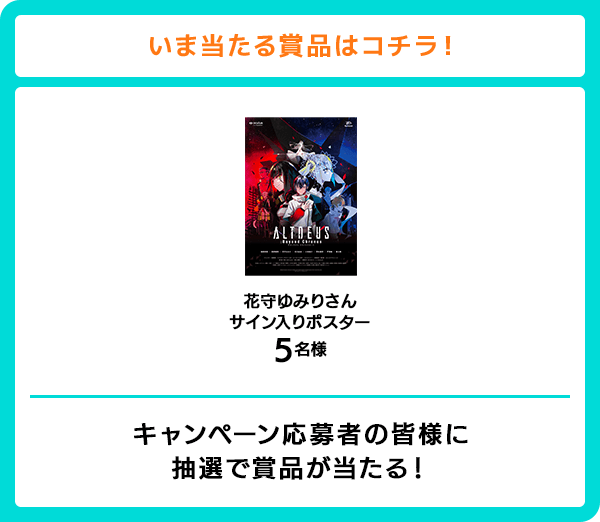 いま当たる賞品はコチラ！
ALTDEUS
Beyond Chronos
花守ゆみりさん
サイン入りポスター
5名様
キャンペーン応募者の皆様に
抽選で賞品が当たる！